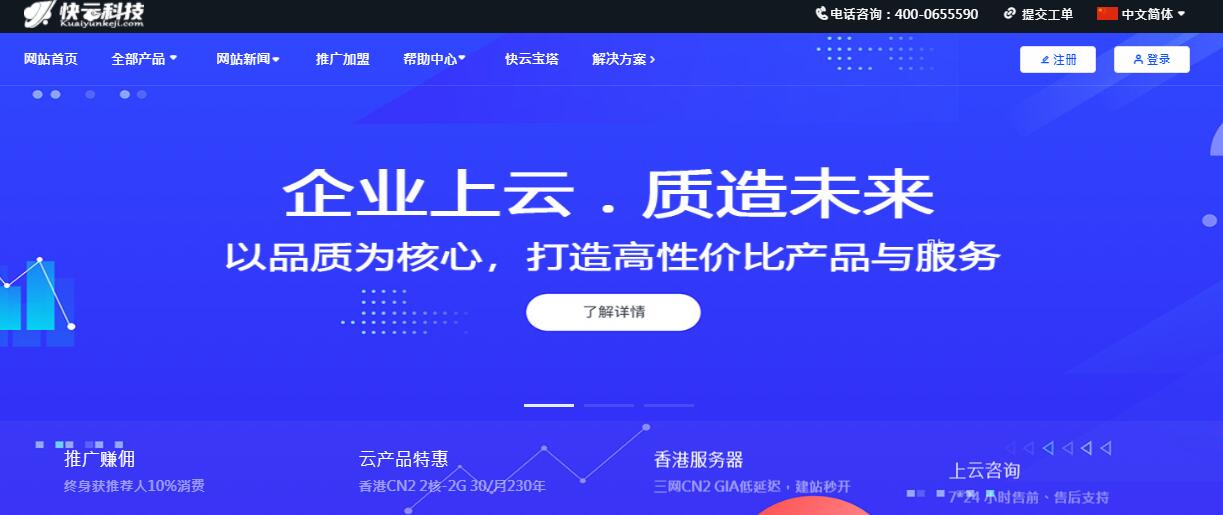 快云科技
Kuaiyunkeji.com
电话咨询：400-0655590 提交工单 中文简体
网站首页 全部产品 网站新闻 推广加盟 帮助中心 快云宝塔 解决方案 注册 登录
企业上云．质造未来
以品质为核心，打造高性价比产品与服务
了解详情
推广赚佣 云产品特惠 香港服务器 上云咨询
终身获推荐人10%消费 香港CN2 2核-2G 30/月230年 三网CN2 GIA低延迟，建站秒开 7*24 小时售前、售后支持